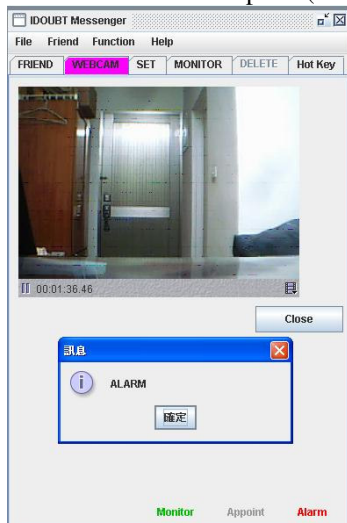 IDOUBT Messenger
File Friend Function Help
FRIEND WEBCAM SET MONITOR DELETE Hot Key
00:01:36.46
Close
訊息
ALARM
確定
Monitor Appoint Alarm